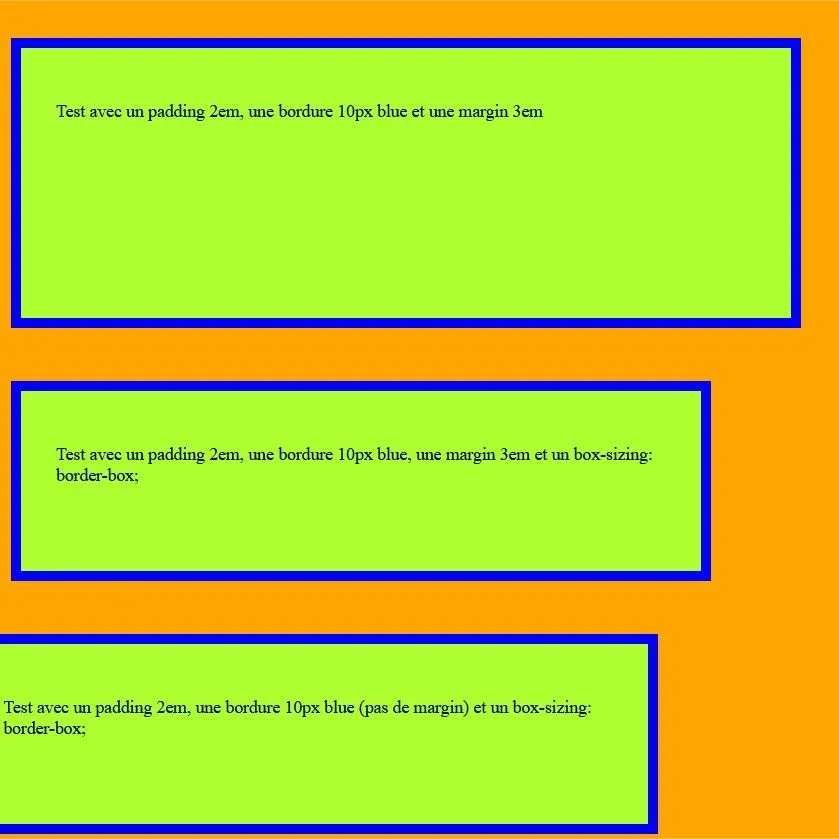 Test avec un padding 2em, une bordure 10px blue et une margin 3em
Test avec un padding 2em, une bordure 10px blue, une margin 3em et un box-sizing:
border-box;
Test avec un padding 2em, une bordure 10px blue (pas de margin) et un box-sizing:
border-box;